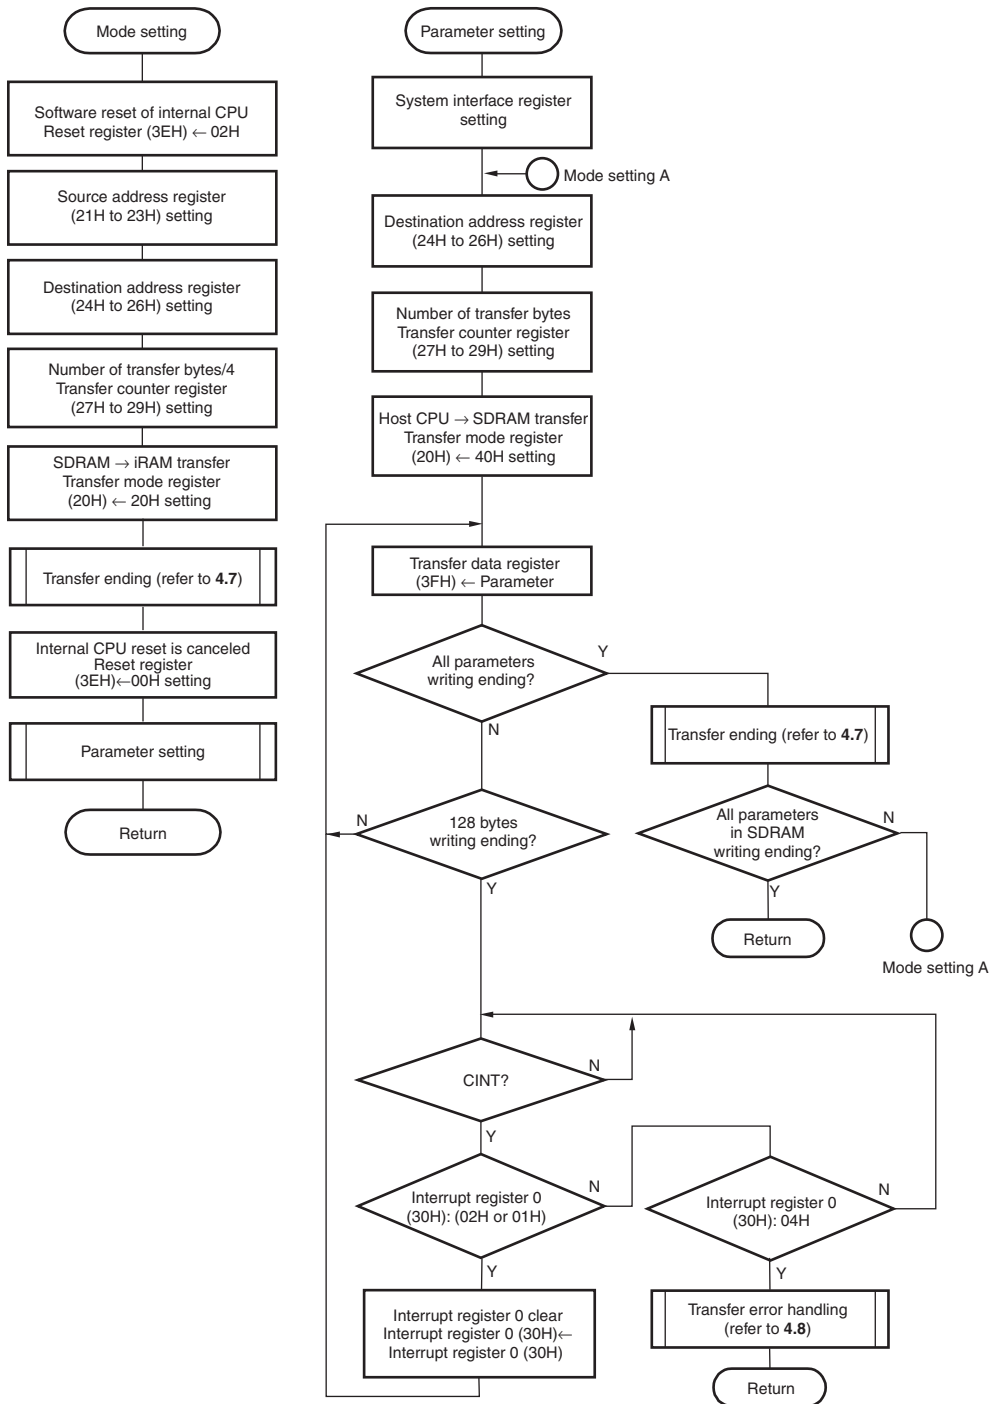 Mode setting
Software reset of internal CPU
Reset register (3EH) ← 02H
Source address register
(21H to 23H) setting
Destination address register
(24H to 26H) setting
Number of transfer bytes/4
Transfer counter register
(27H to 29H) setting
SDRAM → iRAM transfer
Transfer mode register
(20H) ← 20H setting
Transfer ending (refer to 4.7)
Internal CPU reset is canceled
Reset register
(3EH)←00H setting
Parameter setting
Return
Parameter setting
System interface register
setting
Mode setting A
Destination address register
(24H to 26H) setting
Number of transfer bytes
Transfer counter register
(27H to 29H) setting
Host CPU → SDRAM transfer
Transfer mode register
(20H) ← 40H setting
Transfer data register
(3FH) ← Parameter
All parameters
writing ending?
Y
N
Transfer ending (refer to 4.7)
128 bytes
writing ending?
N
Y
All parameters
in SDRAM
writing ending?
N
Y
Return
Mode setting A
CINT?
N
Y
Interrupt register 0
(30H): (02H or 01H)
N
Y
Interrupt register 0
(30H): 04H
N
Y
Interrupt register 0 clear
Interrupt register 0 (30H)←
Interrupt register 0 (30H)
Transfer error handling
(refer to 4.8)
Return